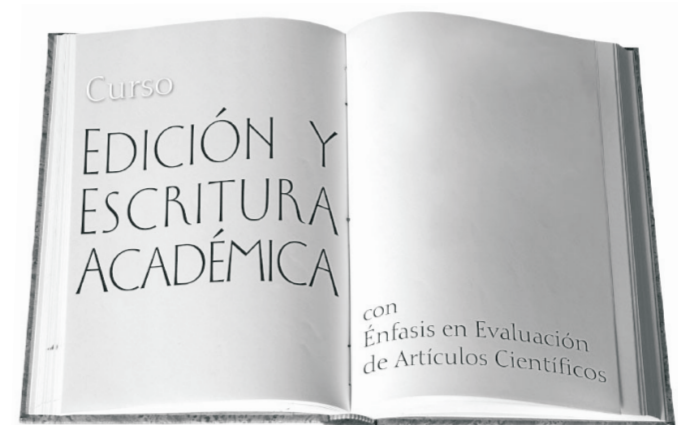 Curso
EDICIÓN Y
ESCRITURA
ACADÉMICA
con
Énfasis en Evaluación
de Artículos Científicos